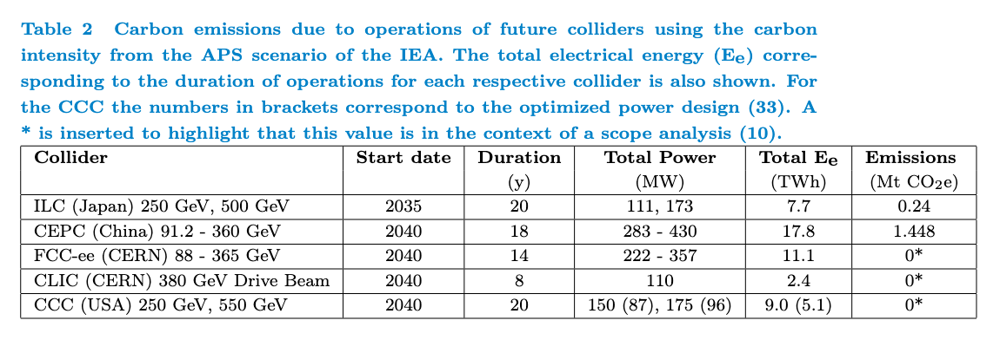 Table 2 Carbon emissions due to operations of future colliders using the carbon
intensity from the APS scenario of the IEA. The total electrical energy (Ee) corre-
sponding to the duration of operations for each respective collider is also shown. For
the CCC the numbers in brackets correspond to the optimized power design (33). A
* is inserted to highlight that this value is in the context of a scope analysis (10).
Collider Start date Duration Total Power Total Ee Emissions
(y) (MW) (TWh) (Mt CO2e)
ILC (Japan) 250 GeV, 500 GeV 2035 20 111, 173 7.7 0.24
CEPC (China) 91.2 - 360 GeV 2040 18 283 - 430 17.8 1.448
FCC-ee (CERN) 88 - 365 GeV 2040 14 222 - 357 11.1 0*
CLIC (CERN) 380 GeV Drive Beam 2040 8 110 2.4 0*
CCC (USA) 250 GeV, 550 GeV 2040 20 150 (87), 175 (96) 9.0 (5.1) 0*